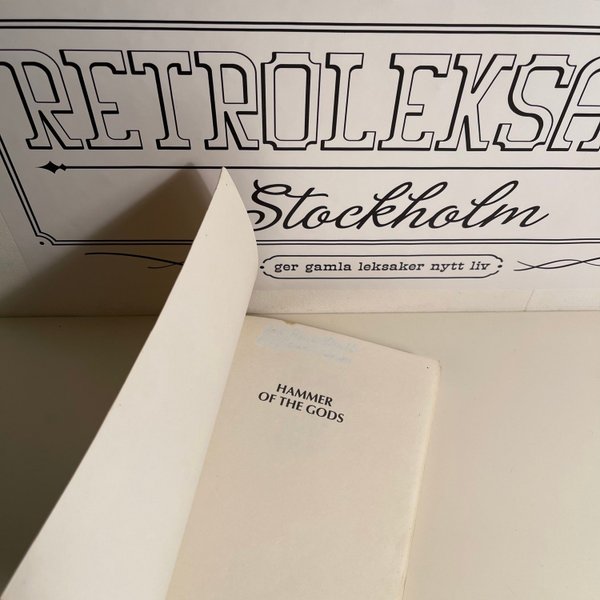 RETROLEKSA
Stockholm
ger gamla leksaker nytt liv
HAMMER
OF THE GODS